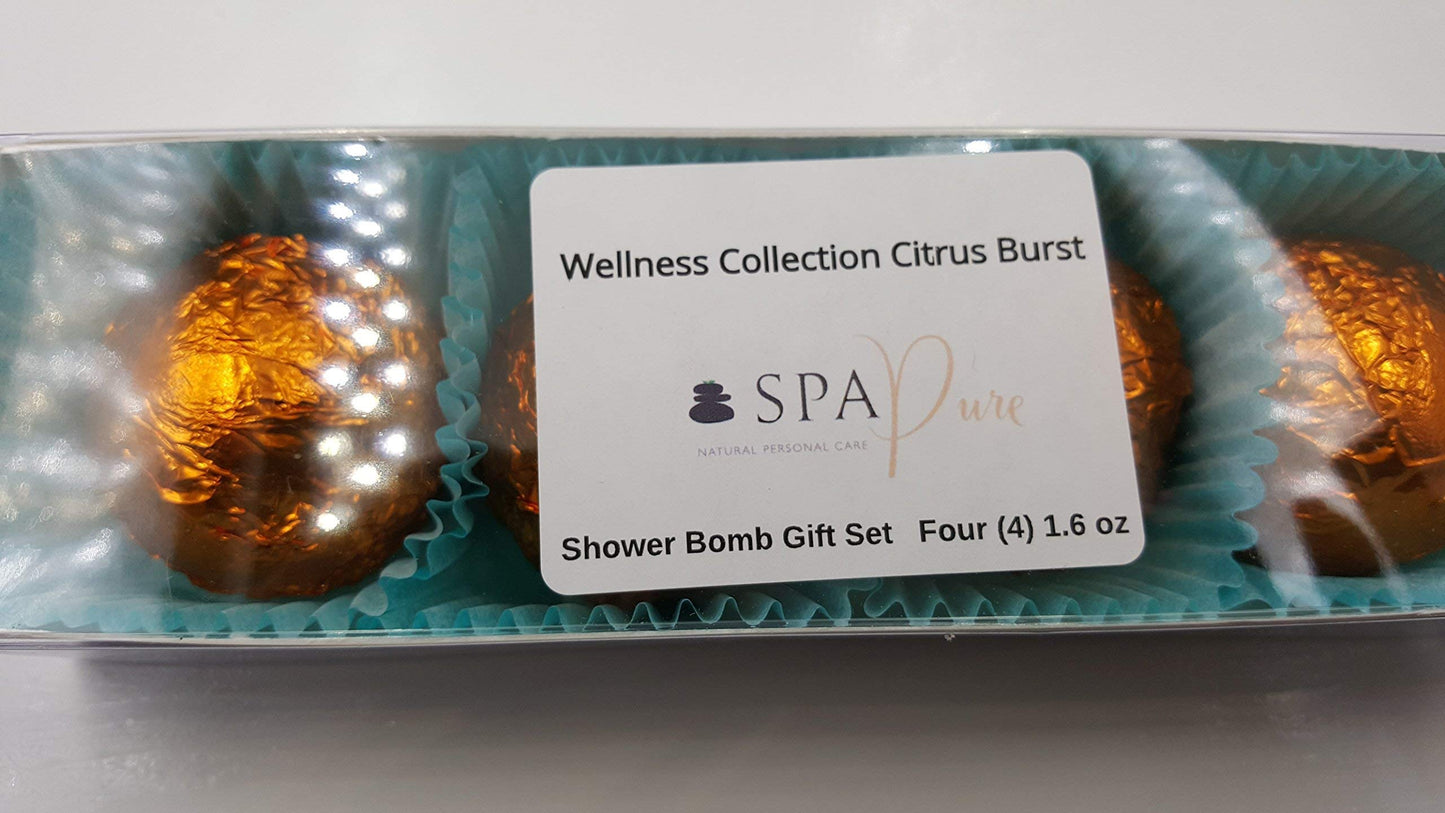 Wellness Collection Citrus Burst
SPA Pure
NATURAL PERSONAL CARE
Shower Bomb Gift Set Four (4) 1.6 oz